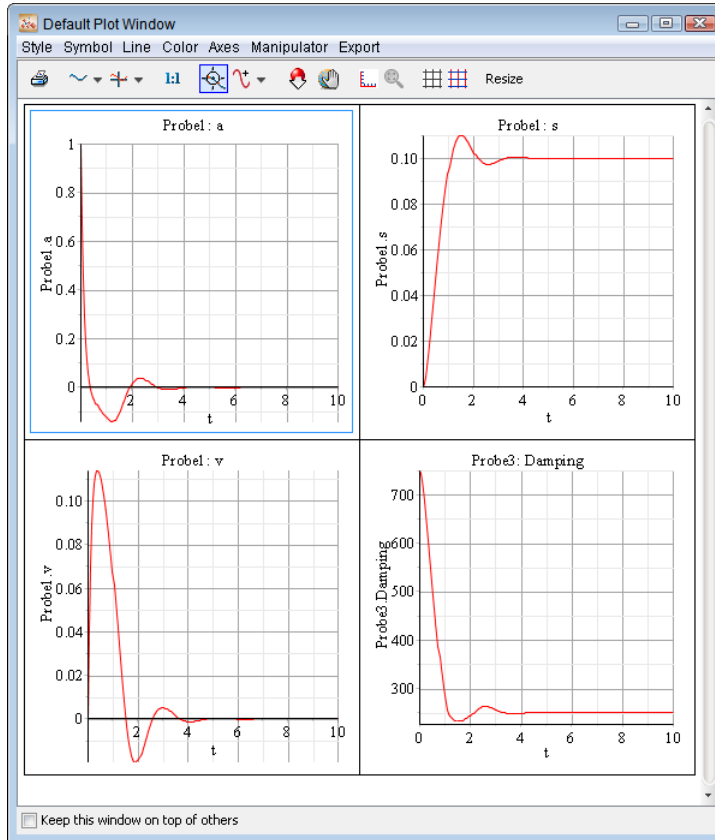 Default Plot Window
Style Symbol Line Color Axes Manipulator Export
1:1 Resize
Probe1: a
1
0.8
0.6
0.4
0.2
0
2 4 6 8 10
Probe1.a
t
Probe1: s
0.10
0.08
0.06
0.04
0.02
0
0 2 4 6 8 10
Probe1.s
t
Probe1: v
0.10
0.08
0.06
0.04
0.02
0
2 4 6 8 10
Probe1.v
t
Probe3: Damping
700
600
500
400
300
0 2 4 6 8 10
Probe3.Damping
t
Keep this window on top of others